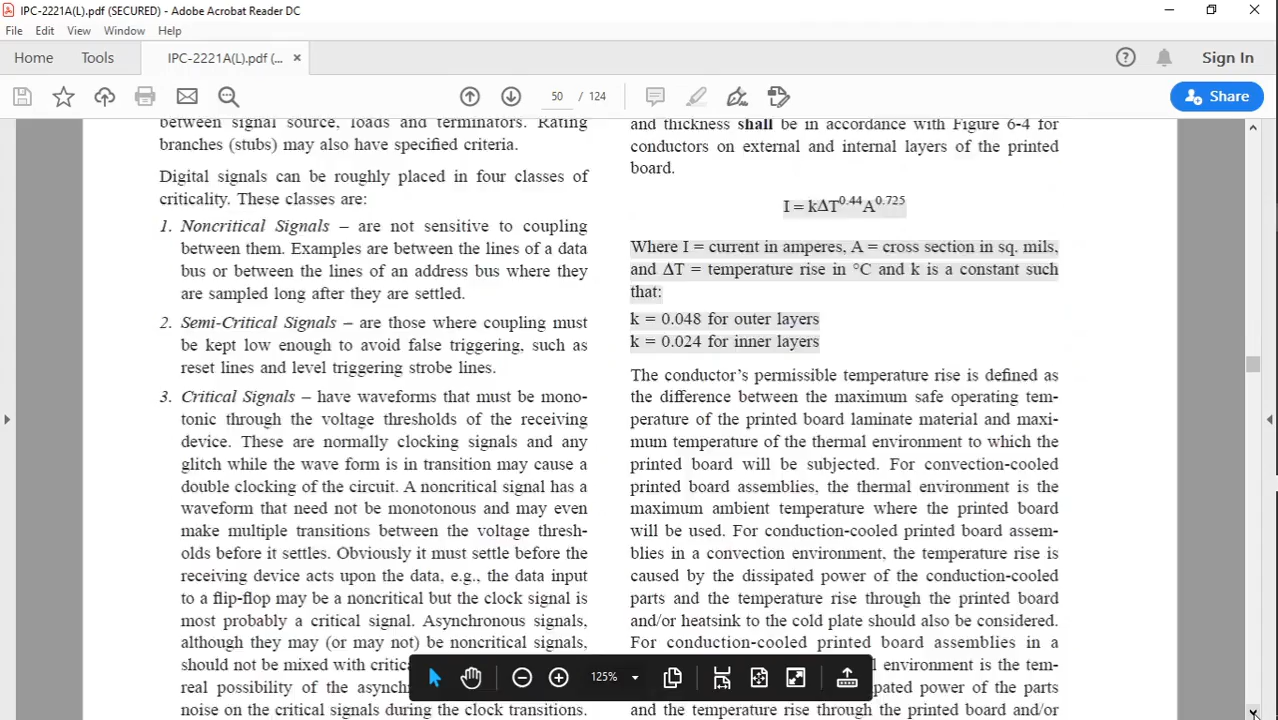 IPC-2221A(L).pdf (SECURED) - Adobe Acrobat Reader DC
File Edit View Window Help
Home Tools IPC-2221A(L).pdf (... × Sign In
50 / 124 Share
between signal source, loads and terminators. Rating
branches (stubs) may also have specified criteria.
Digital signals can be roughly placed in four classes of
criticality. These classes are:
1. Noncritical Signals – are not sensitive to coupling
between them. Examples are between the lines of a data
bus or between the lines of an address bus where they
are sampled long after they are settled.
2. Semi-Critical Signals – are those where coupling must
be kept low enough to avoid false triggering, such as
reset lines and level triggering strobe lines.
3. Critical Signals – have waveforms that must be mono-
tonic through the voltage thresholds of the receiving
device. These are normally clocking signals and any
glitch while the wave form is in transition may cause a
double clocking of the circuit. A noncritical signal has a
waveform that need not be monotonous and may even
make multiple transitions between the voltage thresh-
olds before it settles. Obviously it must settle before the
receiving device acts upon the data, e.g., the data input
to a flip-flop may be a noncritical but the clock signal is
most probably a critical signal. Asynchronous signals,
although they may (or may not) be noncritical signals,
should not be mixed with critic
real possibility of the asynch
noise on the critical signals during the clock transitions.
and thickness shall be in accordance with Figure 6-4 for
conductors on external and internal layers of the printed
board.
I = kΔT^0.44A^0.725
Where I = current in amperes, A = cross section in sq. mils,
and ΔT = temperature rise in °C and k is a constant such
that:
k = 0.048 for outer layers
k = 0.024 for inner layers
The conductor's permissible temperature rise is defined as
the difference between the maximum safe operating tem-
perature of the printed board laminate material and maxi-
mum temperature of the thermal environment to which the
printed board will be subjected. For convection-cooled
printed board assemblies, the thermal environment is the
maximum ambient temperature where the printed board
will be used. For conduction-cooled printed board assem-
blies in a convection environment, the temperature rise is
caused by the dissipated power of the conduction-cooled
parts and the temperature rise through the printed board
and/or heatsink to the cold plate should also be considered.
For conduction-cooled printed board assemblies in a
l environment is the tem-
pated power of the parts
and the temperature rise through the printed board and/or
125%